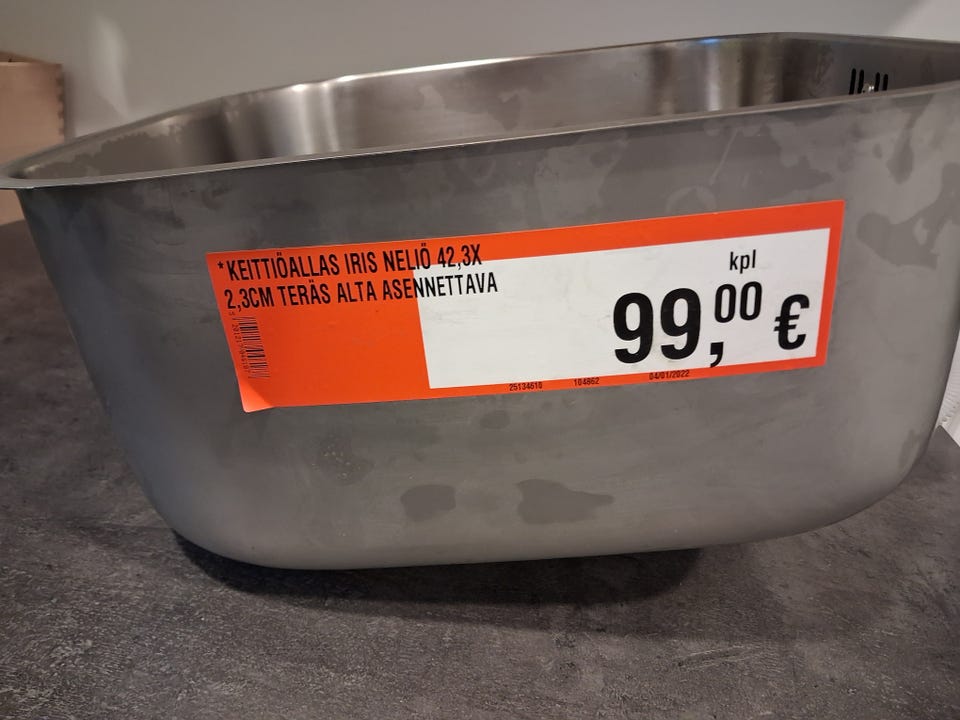 * KEITTIÖALLAS IRIS NELIÖ 42,3X
2,3CM TERÄS ALTA ASENNETTAVA
kpl
99,00 €
25134610 104862 04/01/2022